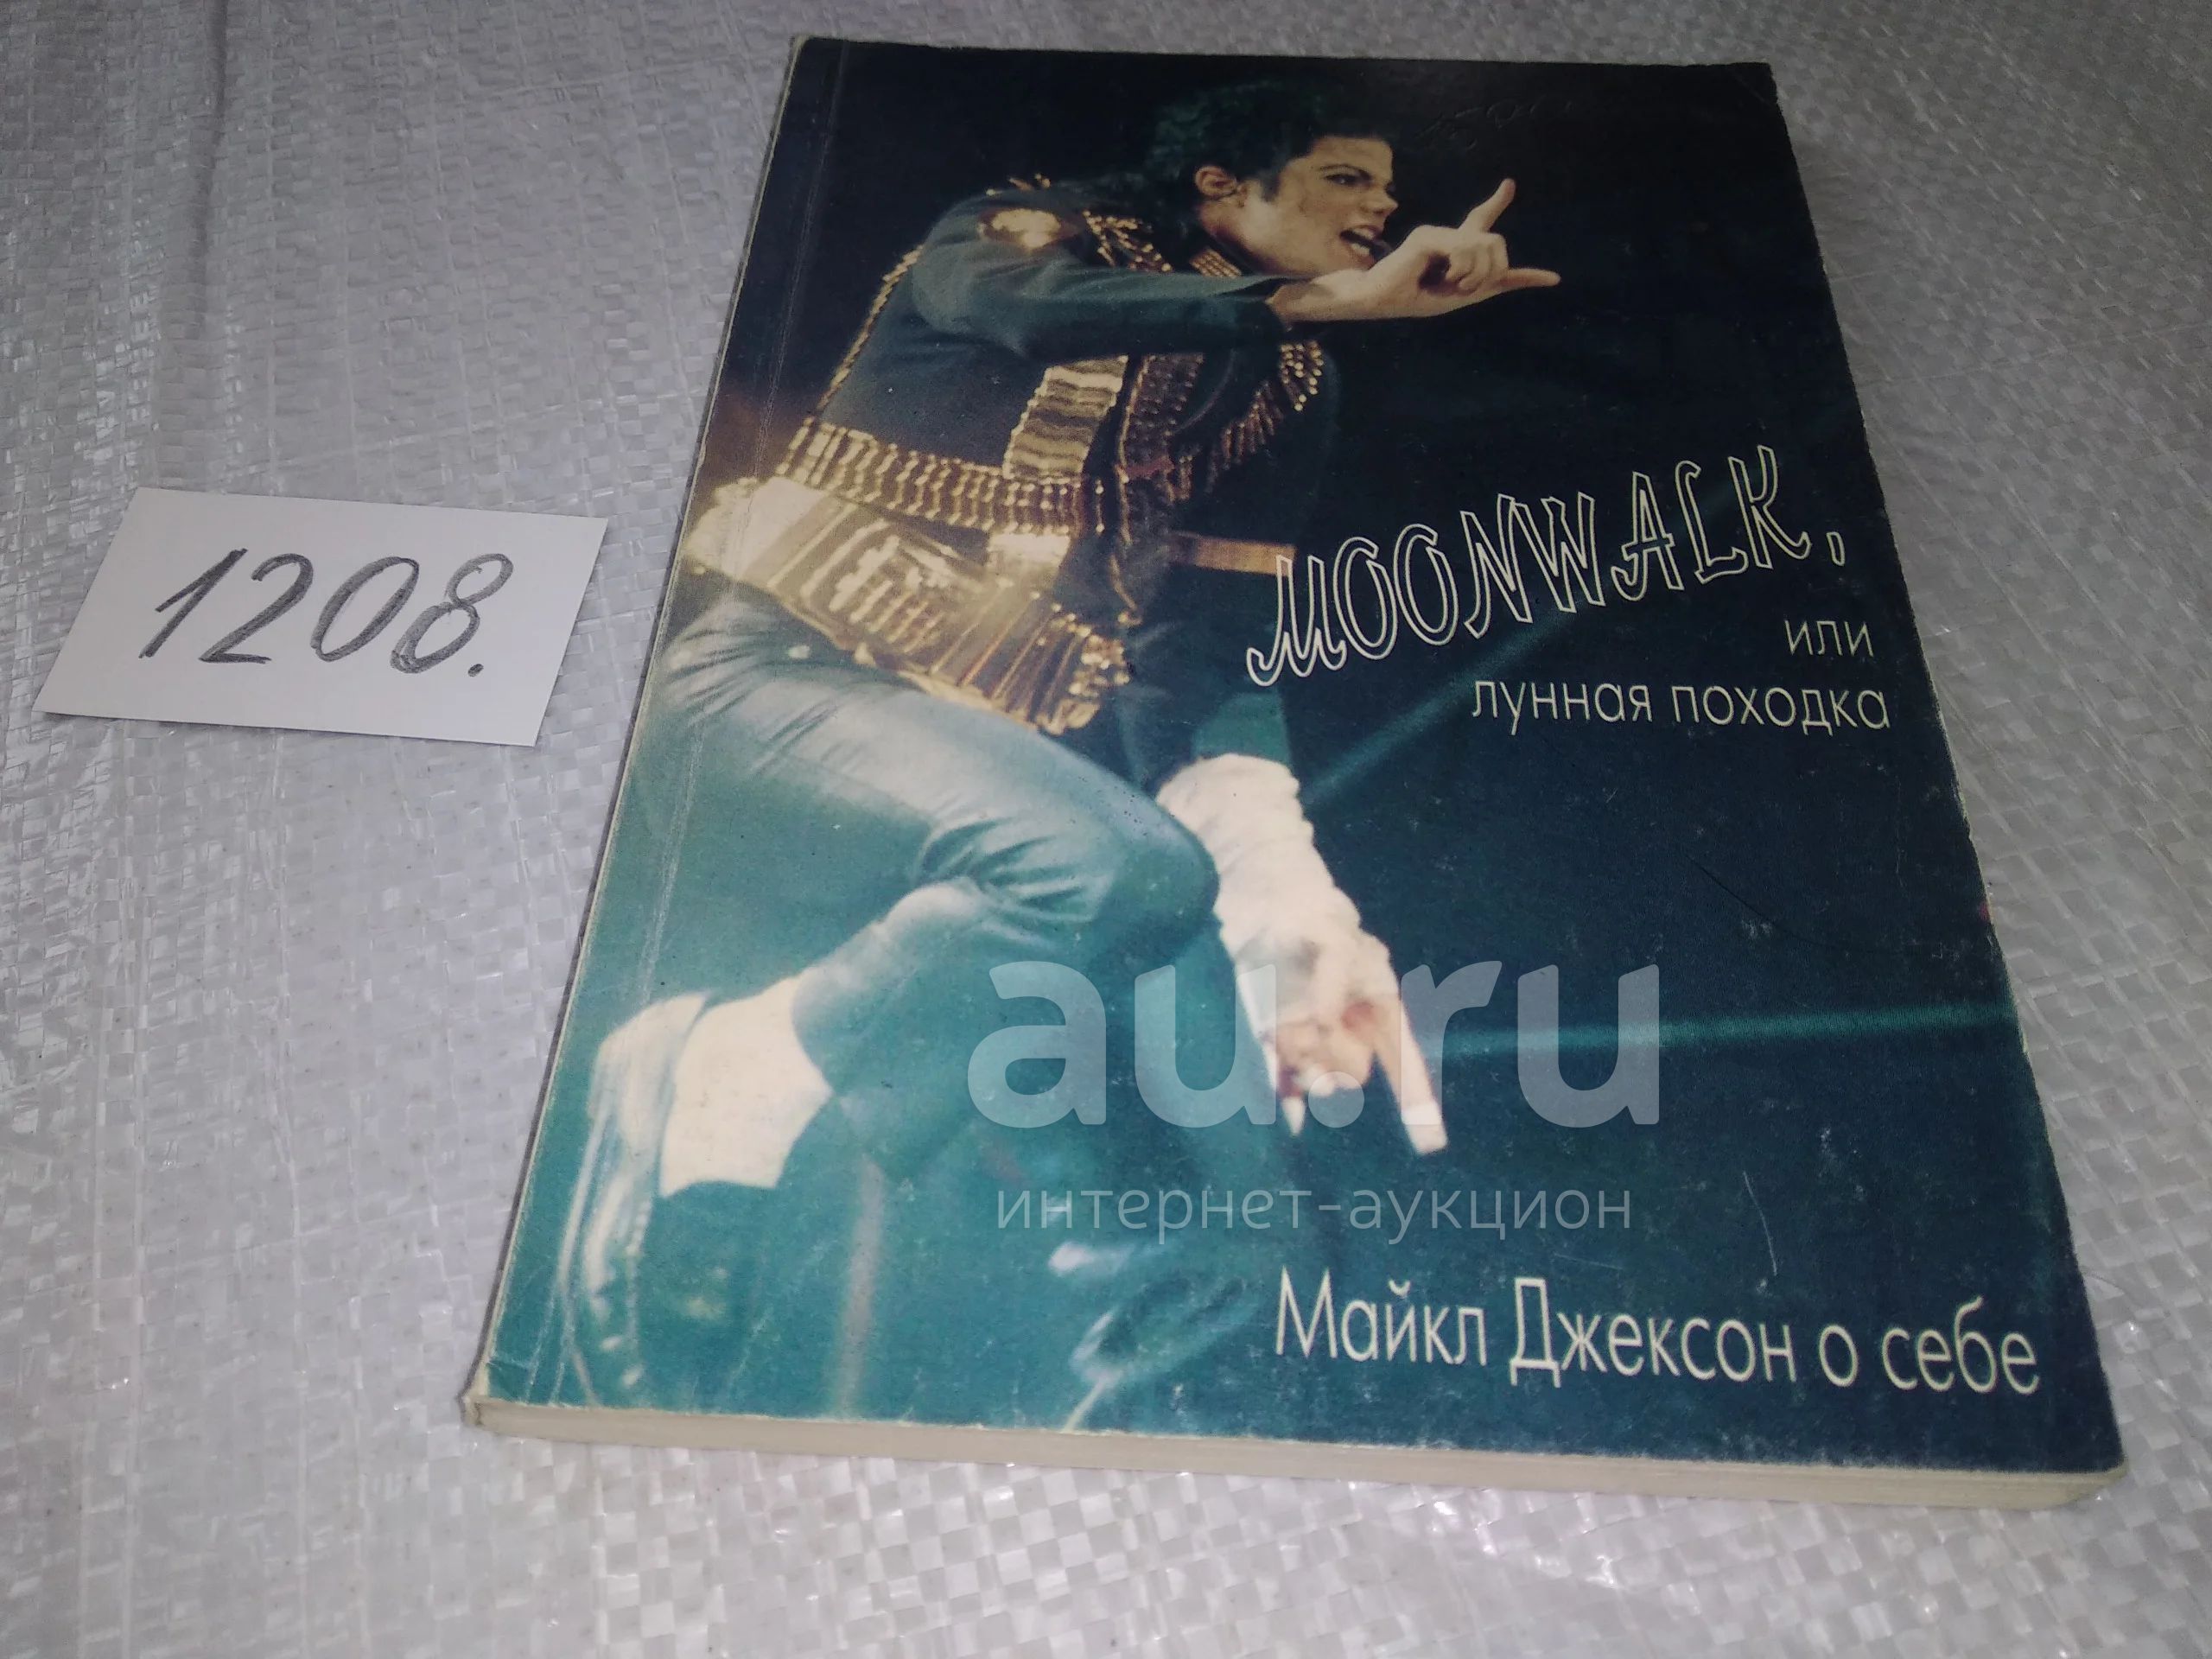 1208.
MOONWALK,
или
лунная походка
au.ru
интернет-аукцион
Майкл Джексон о себе